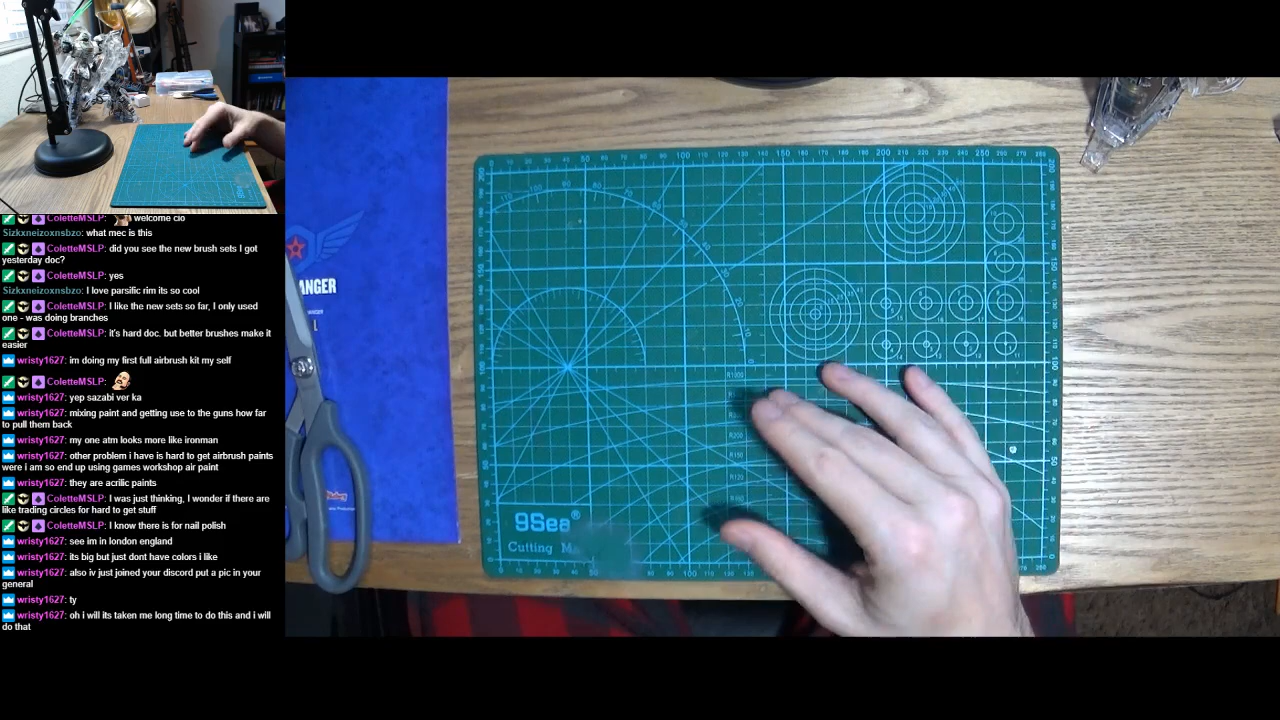 ColetteMSLP: welcome cio
Sizkxneizoxnsbzo: what mec is this
ColetteMSLP: did you see the new brush sets I got
yesterday doc?
ColetteMSLP: yes
Sizkxneizoxnsbzo: I love parsific rim its so cool
ColetteMSLP: I like the new sets so far, I only used
one - was doing branches
ColetteMSLP: it's hard doc. but better brushes make it
easier
wristy1627: im doing my first full airbrush kit my self
ColetteMSLP:
wristy1627: yep sazabi ver ka
wristy1627: mixing paint and getting use to the guns how far
to pull them back
wristy1627: my one atm looks more like ironman
wristy1627: other problem i have is hard to get airbrush paints
were i am so end up using games workshop air paint
wristy1627: they are acrilic paints
ColetteMSLP: I was just thinking, I wonder if there are
like trading circles for hard to get stuff
ColetteMSLP: I know there is for nail polish
wristy1627: see im in london england
wristy1627: its big but just dont have colors i like
wristy1627: also iv just joined your discord put a pic in your
general
wristy1627: ty
wristy1627: oh i will its taken me long time to do this and i will
do that
ANGER
9Sea®
Cutting